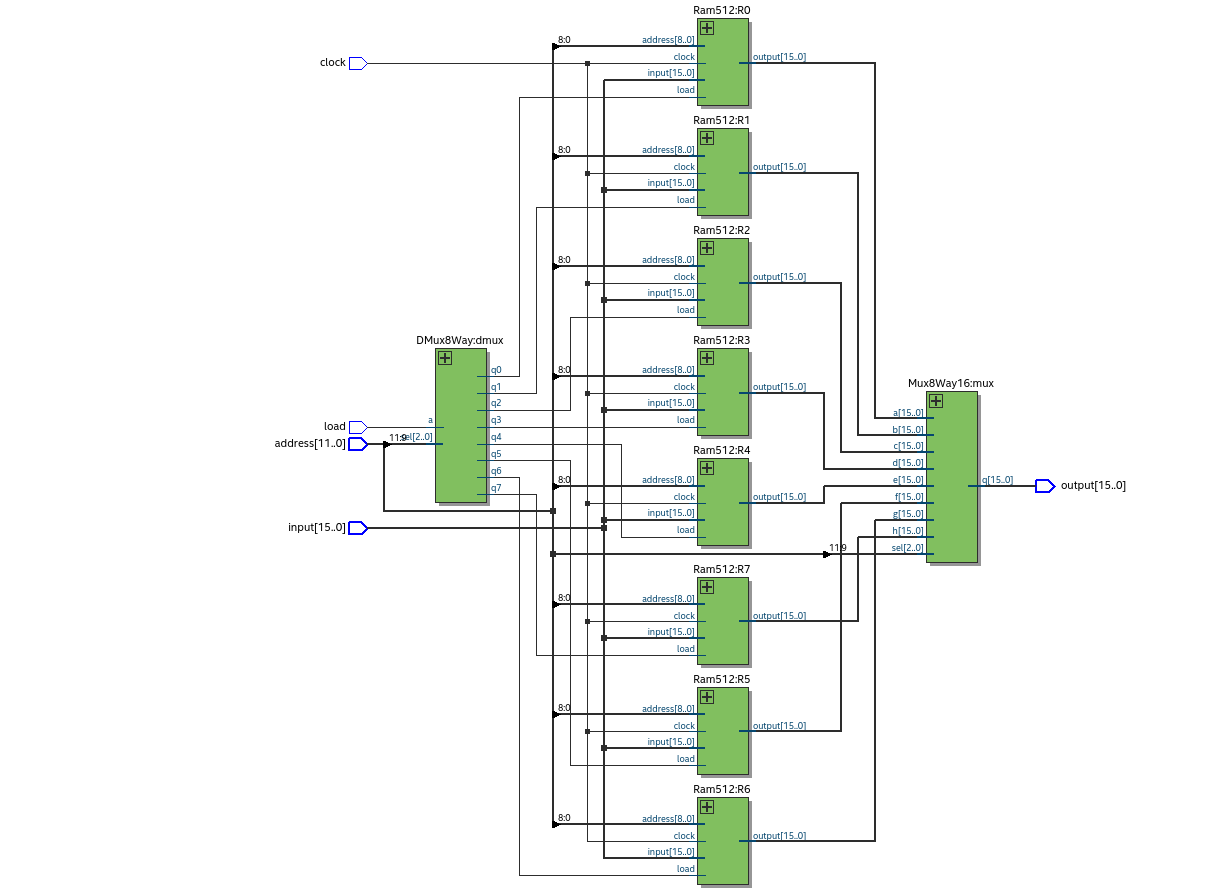 Ram512:R0
8:0
address[8..0]
clock
clock
output[15..0]
input[15..0]
load
Ram512:R1
8:0
address[8..0]
clock
output[15..0]
input[15..0]
load
Ram512:R2
8:0
address[8..0]
clock
output[15..0]
input[15..0]
load
DMux8Way:dmux
q0
q1
q2
q3
q4
q5
q6
q7
a
sel[2..0]
11:9
load
address[11..0]
input[15..0]
Ram512:R3
8:0
address[8..0]
clock
output[15..0]
input[15..0]
load
Ram512:R4
8:0
address[8..0]
clock
output[15..0]
input[15..0]
load
Mux8Way16:mux
a[15..0]
b[15..0]
c[15..0]
d[15..0]
e[15..0]
f[15..0]
g[15..0]
h[15..0]
11:9
sel[2..0]
q[15..0]
output[15..0]
Ram512:R7
8:0
address[8..0]
clock
output[15..0]
input[15..0]
load
Ram512:R5
8:0
address[8..0]
clock
output[15..0]
input[15..0]
load
Ram512:R6
8:0
address[8..0]
clock
output[15..0]
input[15..0]
load